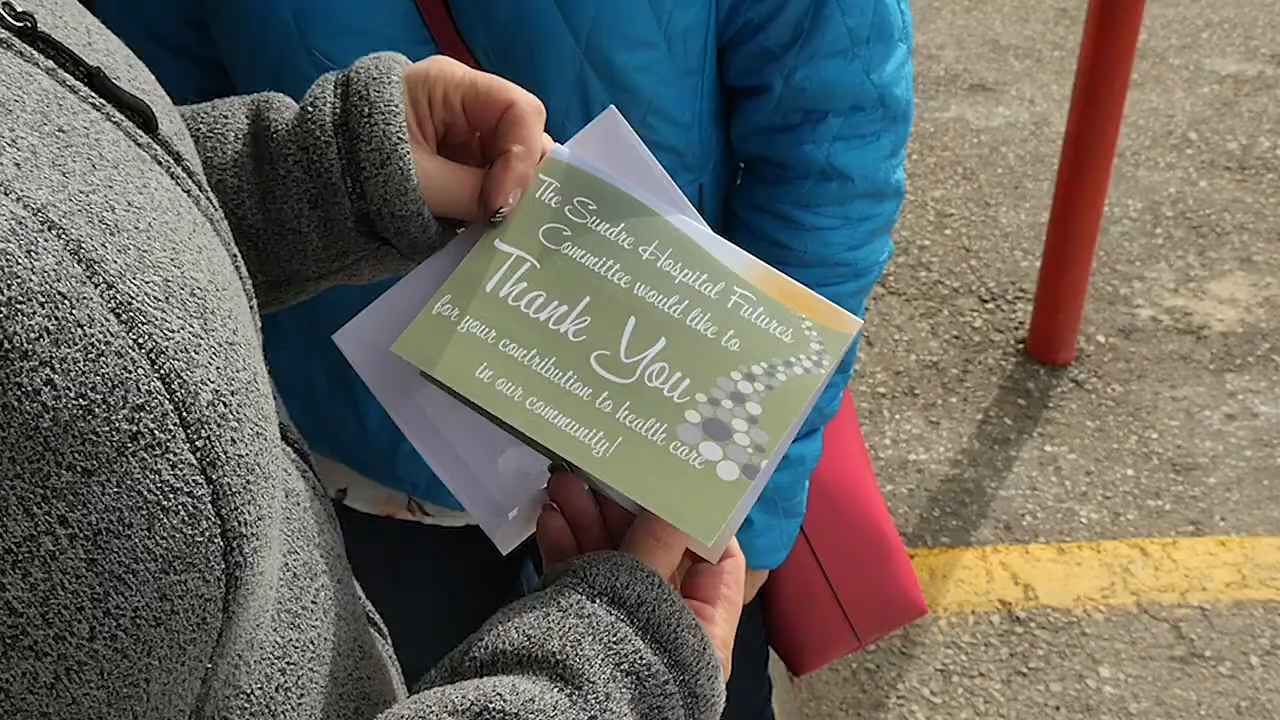 The Sundre Hospital Futures
Committee would like to
Thank You
for your contribution to health care
in our community!